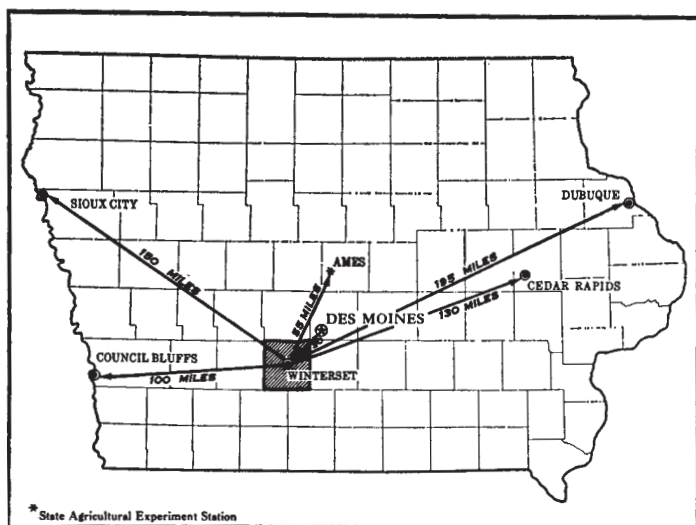 SIOUX CITY
DUBUQUE
150 MILES
AMES
195 MILES
CEDAR RAPIDS
130 MILES
DES MOINES
COUNCIL BLUFFS
WINTERSET
100 MILES
*State Agricultural Experiment Station